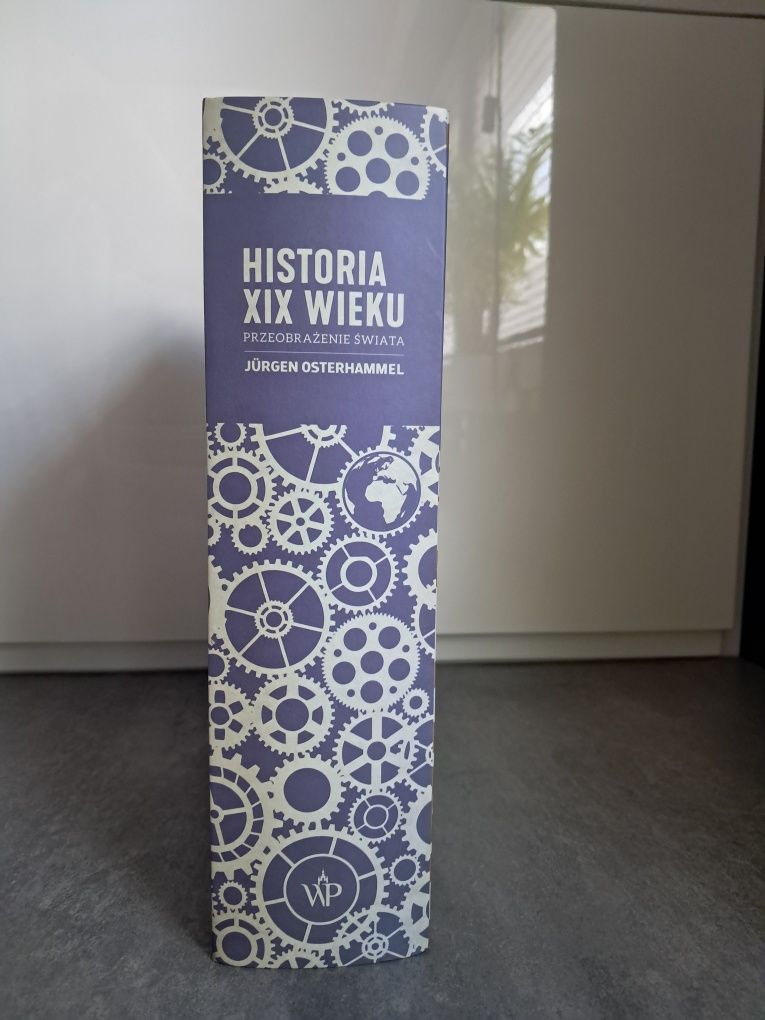 HISTORIA
XIX WIEKU
PRZEOBRAŻENIE ŚWIATA
JÜRGEN OSTERHAMMEL
WP